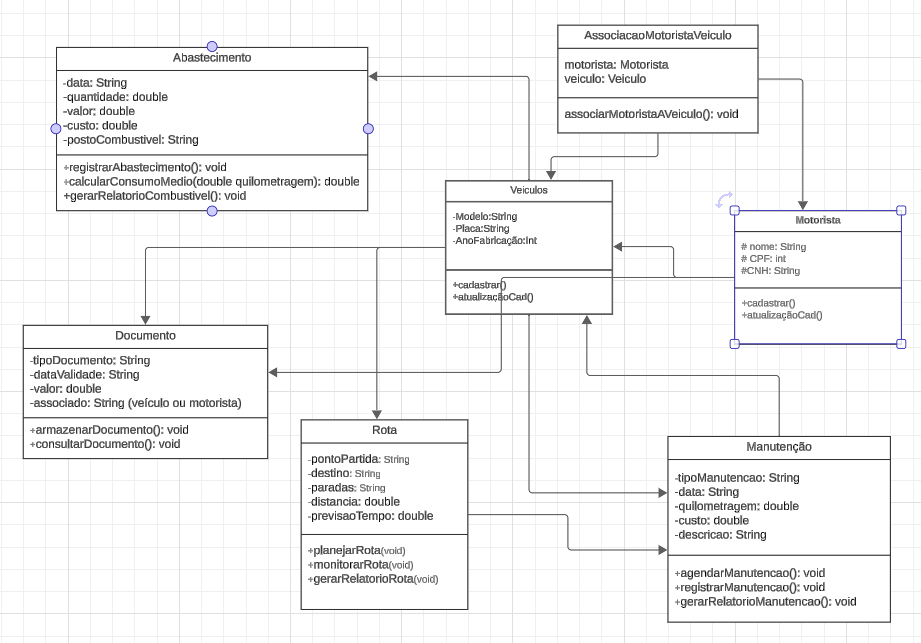 AssociacaoMotoristaVeiculo
motorista: Motorista
veiculo: Veiculo
associarMotoristaAVeiculo(): void
Abastecimento
-data: String
-quantidade: double
-valor: double
-custo: double
-postoCombustivel: String
+registrarAbastecimento(): void
+calcularConsumoMedio(double quilometragem): double
+gerarRelatorioCombustivel(): void
Veiculos
-Modelo:String
-Placa:String
-AnoFabricação:Int
+cadastrar()
+atualizaçãoCad()
Motorista
# nome: String
# CPF: int
#CNH: String
+cadastrar()
+atualizaçãoCad()
Documento
-tipoDocumento: String
-dataValidade: String
-valor: double
-associado: String (veículo ou motorista)
+armazenarDocumento(): void
+consultarDocumento(): void
Rota
-pontoPartida: String
-destino: String
-paradas: String
-distancia: double
-previsaoTempo: double
+planejarRota(void)
+monitorarRota(void)
+gerarRelatorioRota(void)
Manutenção
-tipoManutencao: String
-data: String
-quilometragem: double
-custo: double
-descricao: String
+agendarManutencao(): void
+registrarManutencao(): void
+gerarRelatorioManutencao(): void